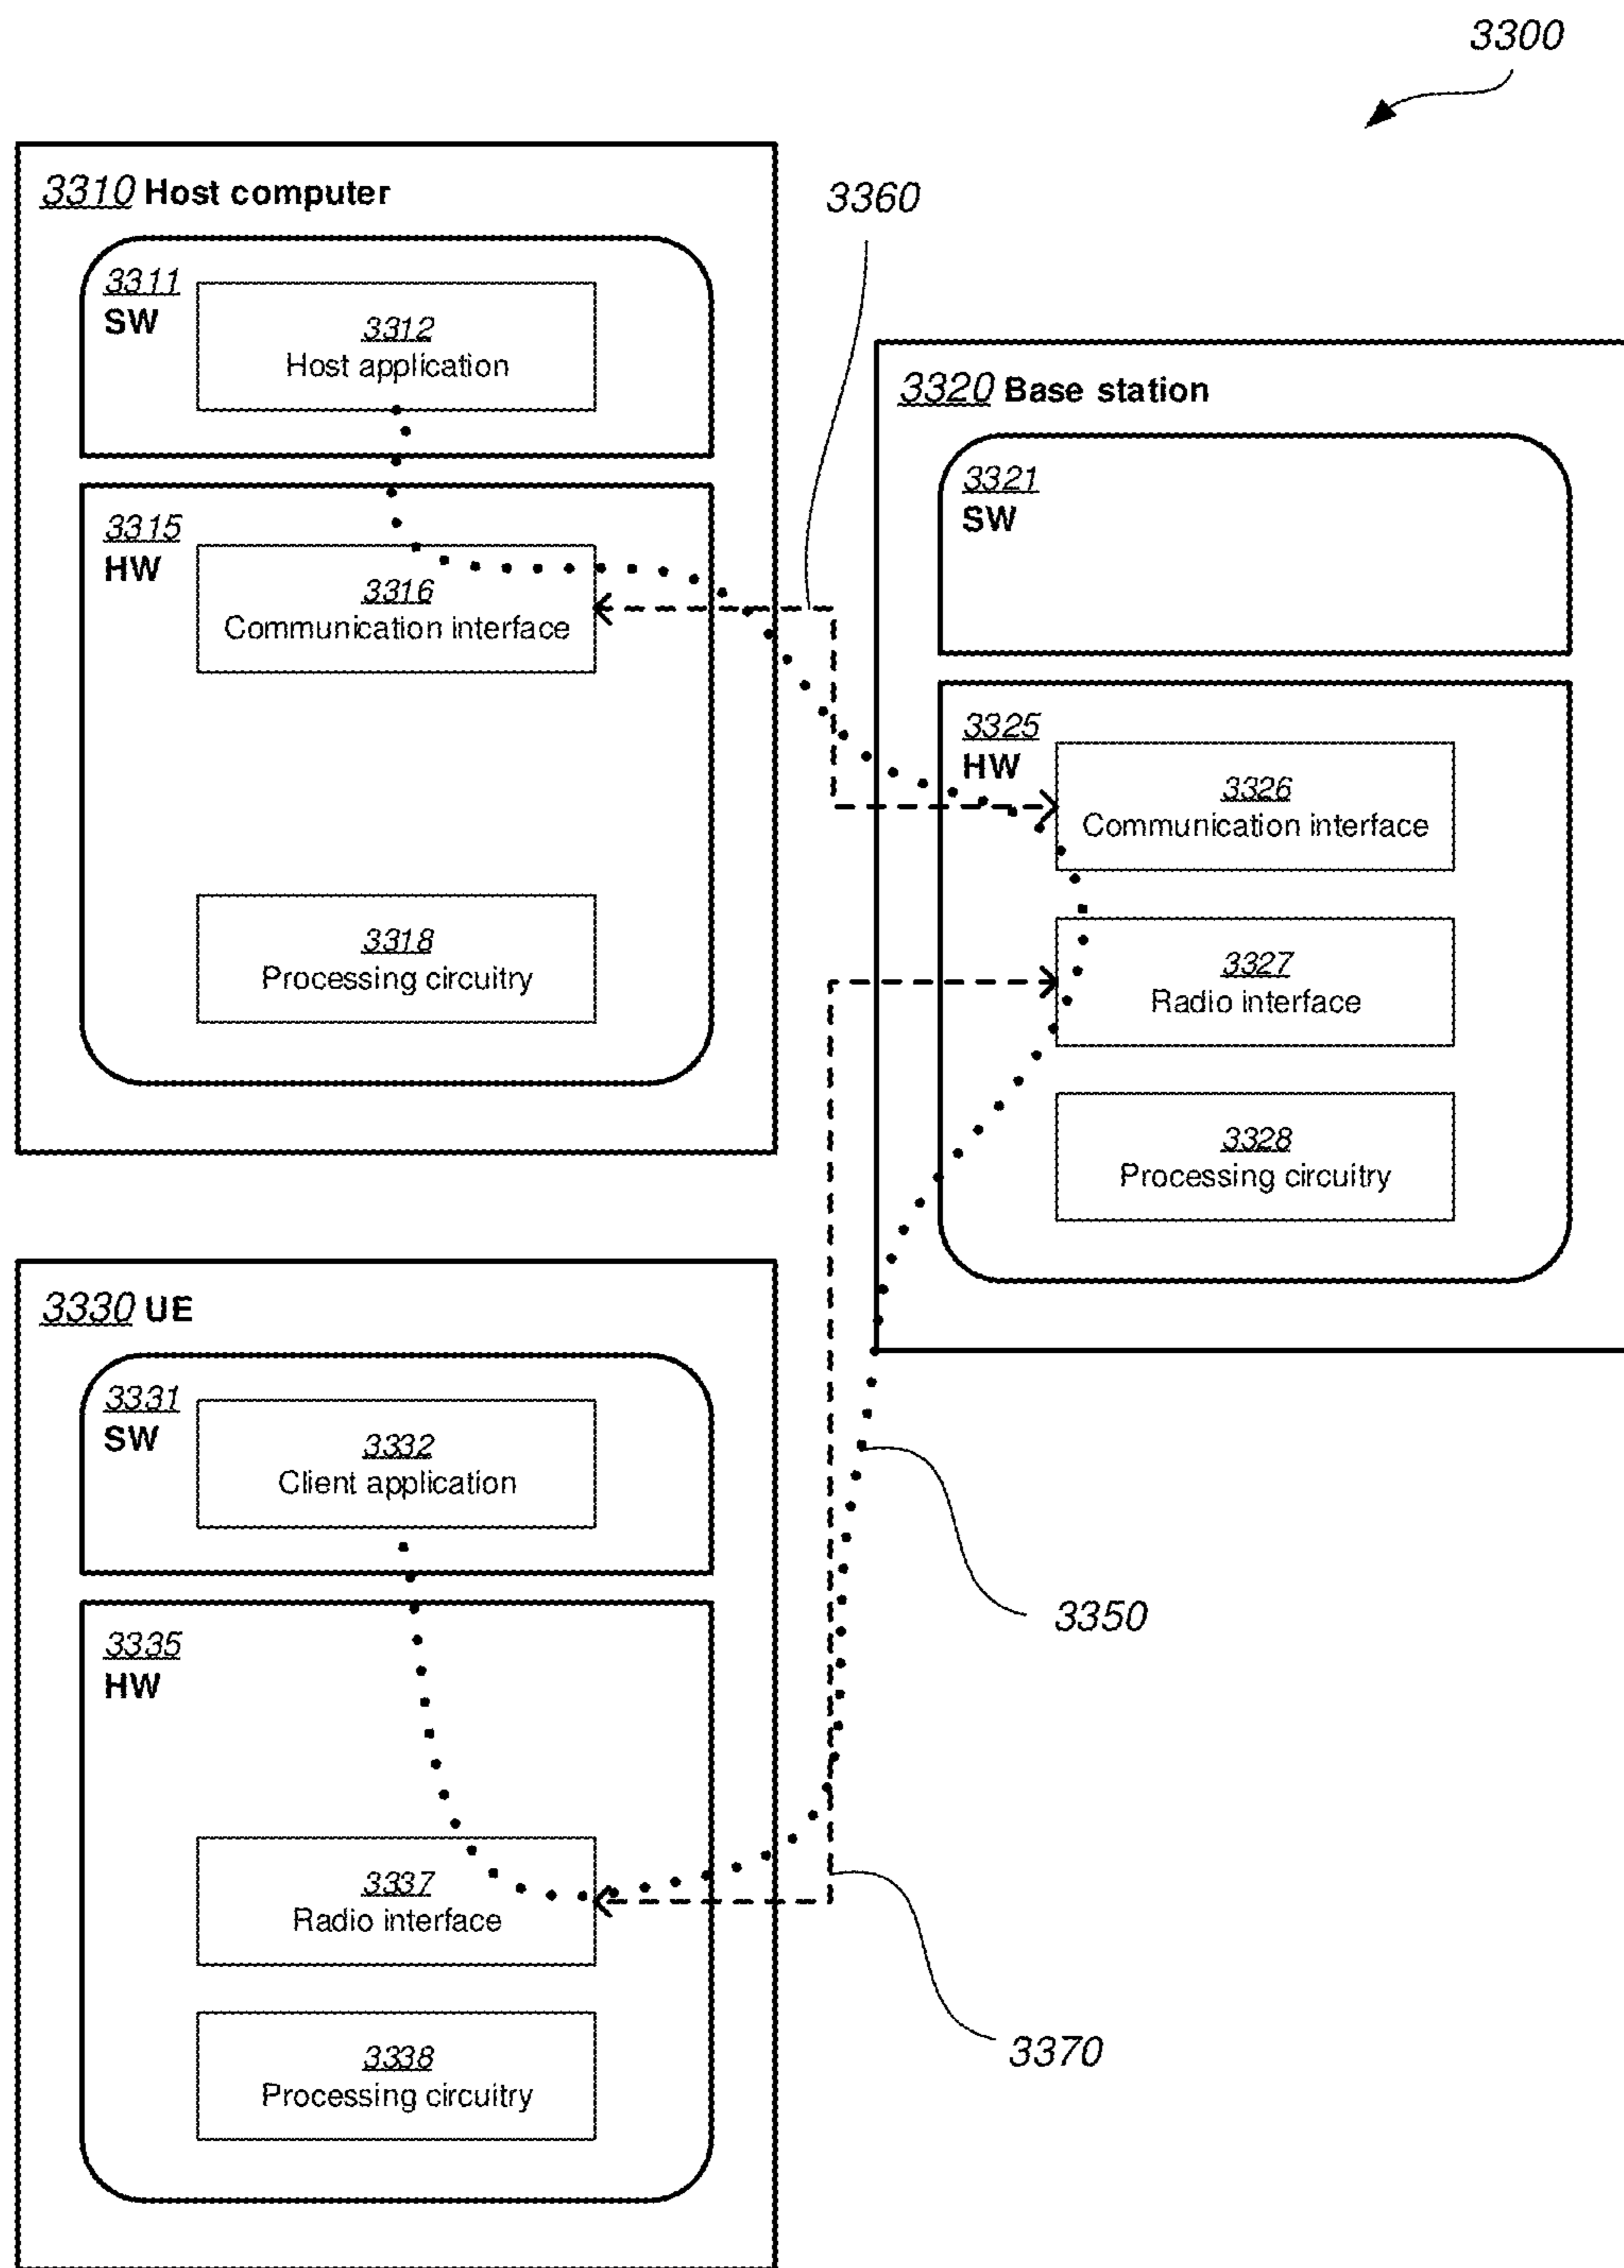 3300
3310 Host computer
3311
SW
3312
Host application
3315
HW
3316
Communication interface
3318
Processing circuitry
3360
3320 Base station
3321
SW
3325
HW
3326
Communication interface
3327
Radio interface
3328
Processing circuitry
3330 UE
3331
SW
3332
Client application
3335
HW
3337
Radio interface
3338
Processing circuitry
3350
3370